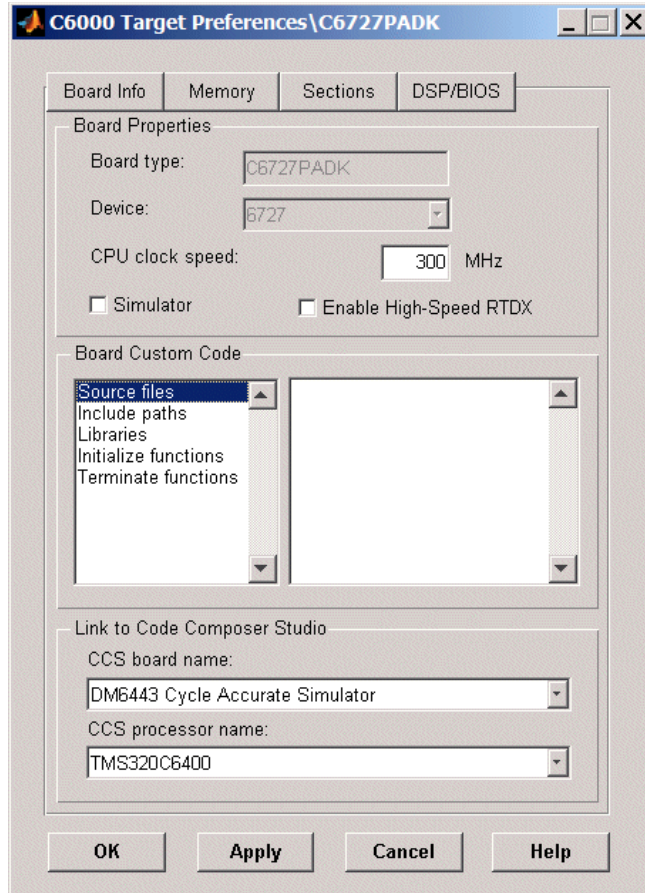 C6000 Target Preferences\C6727PADK
Board Info
Memory
Sections
DSP/BIOS
Board Properties
Board type:
C6727PADK
Device:
6727
CPU clock speed:
300 MHz
Simulator
Enable High-Speed RTDX
Board Custom Code
Source files
Include paths
Libraries
Initialize functions
Terminate functions
Link to Code Composer Studio
CCS board name:
DM6443 Cycle Accurate Simulator
CCS processor name:
TMS320C6400
OK
Apply
Cancel
Help